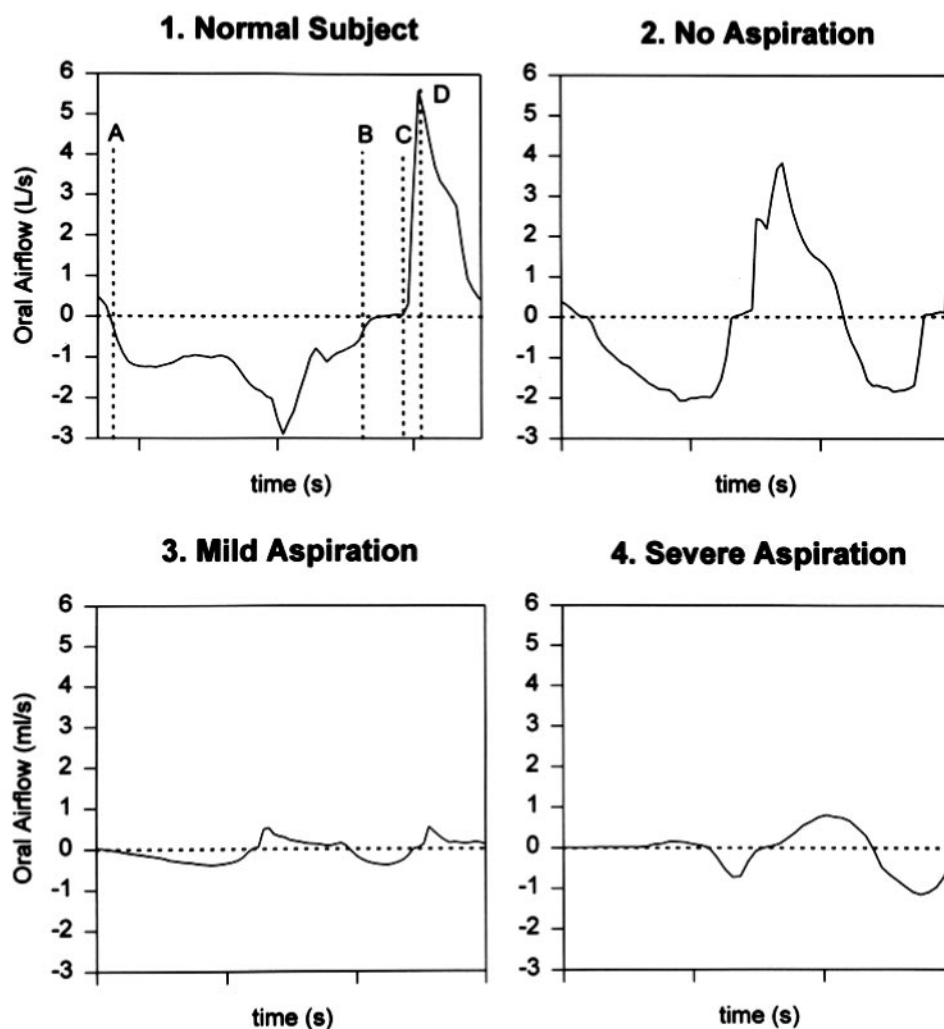 1. Normal Subject
6
5
4
3
2
1
0
-1
-2
-3
Oral Airflow (L/s)
A
B
C
D
time (s)
2. No Aspiration
6
5
4
3
2
1
0
-1
-2
-3
time (s)
3. Mild Aspiration
6
5
4
3
2
1
0
-1
-2
-3
Oral Airflow (ml/s)
time (s)
4. Severe Aspiration
6
5
4
3
2
1
0
-1
-2
-3
time (s)